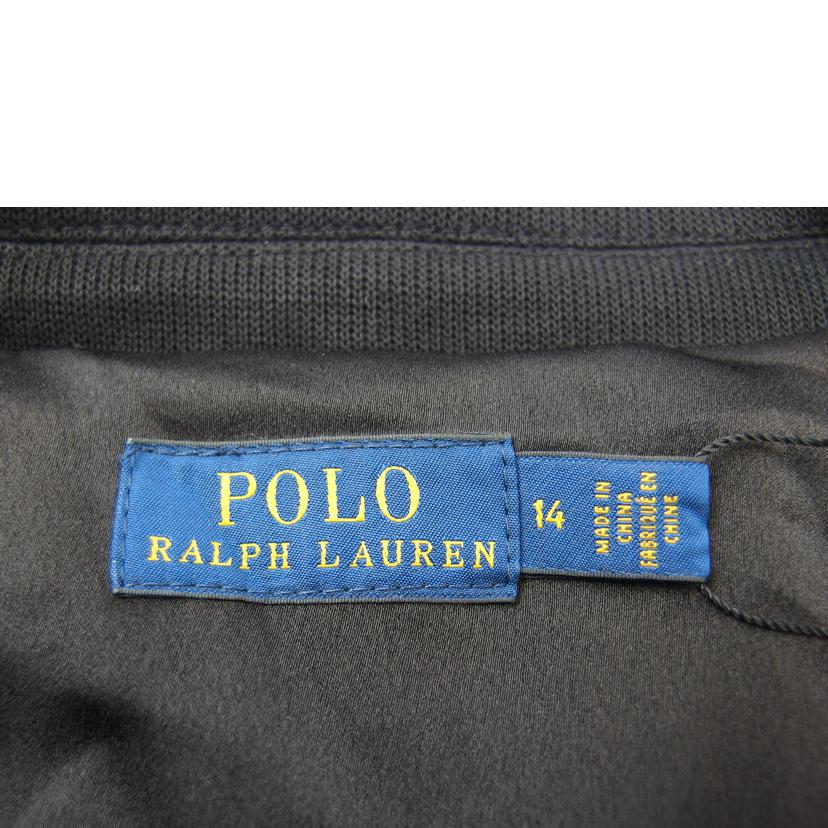 POLO
RALPH LAUREN
14
MADE IN
CHINA
FABRIQUÉ EN
CHINE